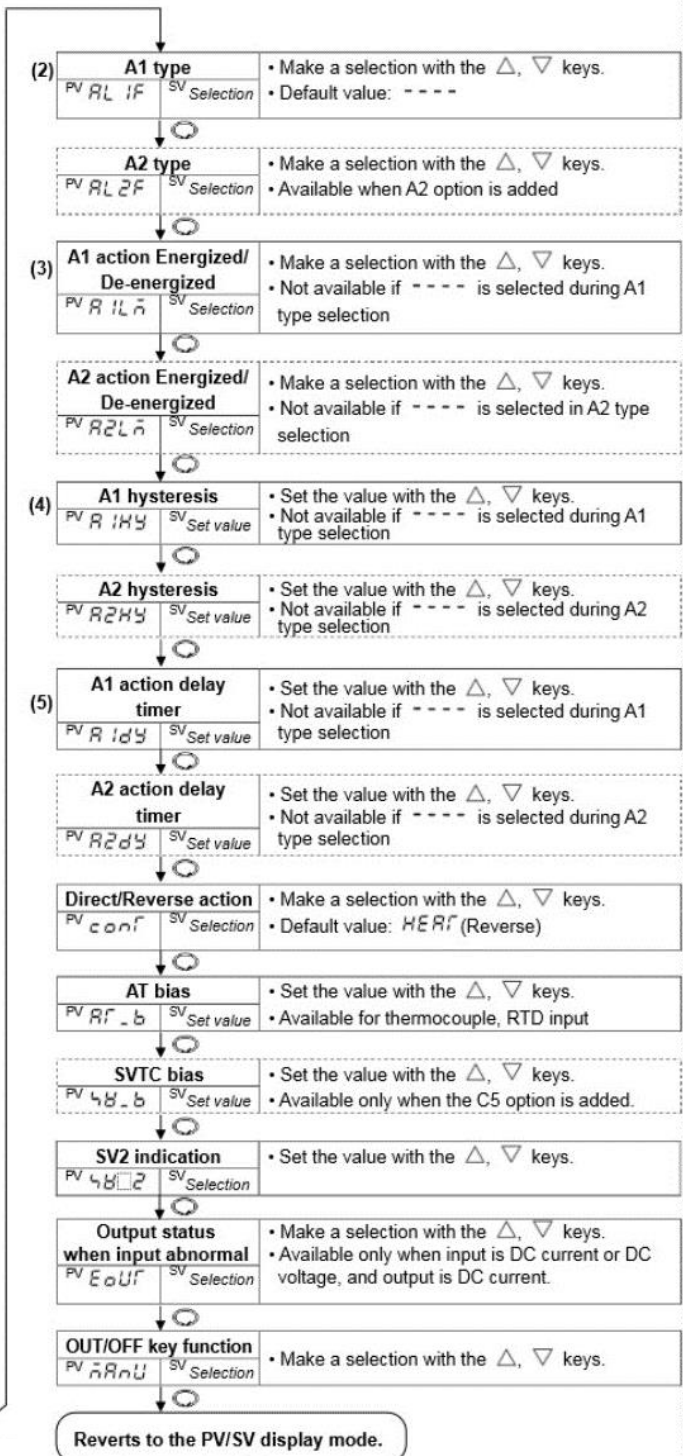 (2)
A1 type
PV AL1F SV Selection
• Make a selection with the △, ▽ keys.
• Default value: ----
A2 type
PV AL2F SV Selection
• Make a selection with the △, ▽ keys.
• Available when A2 option is added
(3)
A1 action Energized/
De-energized
PV A1LM SV Selection
• Make a selection with the △, ▽ keys.
• Not available if ---- is selected during A1
type selection
A2 action Energized/
De-energized
PV A2LM SV Selection
• Make a selection with the △, ▽ keys.
• Not available if ---- is selected in A2 type
selection
(4)
A1 hysteresis
PV A1HY SV Set value
• Set the value with the △, ▽ keys.
• Not available if ---- is selected during A1
type selection
A2 hysteresis
PV A2HY SV Set value
• Set the value with the △, ▽ keys.
• Not available if ---- is selected during A2
type selection
(5)
A1 action delay
timer
PV A1dY SV Set value
• Set the value with the △, ▽ keys.
• Not available if ---- is selected during A1
type selection
A2 action delay
timer
PV A2dY SV Set value
• Set the value with the △, ▽ keys.
• Not available if ---- is selected during A2
type selection
Direct/Reverse action
PV conT SV Selection
• Make a selection with the △, ▽ keys.
• Default value: HEAT (Reverse)
AT bias
PV AT_b SV Set value
• Set the value with the △, ▽ keys.
• Available for thermocouple, RTD input
SVTC bias
PV SV_b SV Set value
• Set the value with the △, ▽ keys.
• Available only when the C5 option is added.
SV2 indication
PV SV□2 SV Selection
• Set the value with the △, ▽ keys.
Output status
when input abnormal
PV EoUT SV Selection
• Make a selection with the △, ▽ keys.
• Available only when input is DC current or DC
voltage, and output is DC current.
OUT/OFF key function
PV MAnU SV Selection
• Make a selection with the △, ▽ keys.
Reverts to the PV/SV display mode.